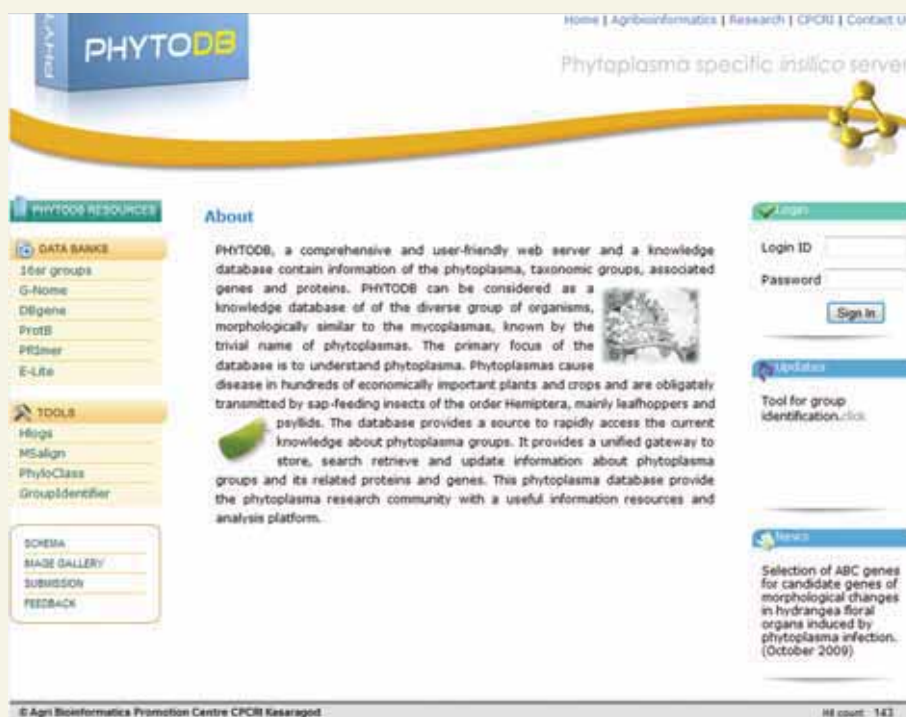 PHYTODB
PHYTODB
Home | Agribioinformatics | Research | CPCRI | Contact U
Phytoplasma specific insilico server
PHYTODB RESOURCES
DATA BANKS
16sr groups
G-Nome
DBgene
ProtB
PRImer
E-Lite
TOOLS
Hlogs
MSalign
PhyloClass
GroupIdentifier
SCHEMA
IMAGE GALLERY
SUBMISSION
FEEDBACK
About
PHYTODB, a comprehensive and user-friendly web server and a knowledge
database contain information of the phytoplasma, taxonomic groups, associated
genes and proteins. PHYTODB can be considered as a
knowledge database of of the diverse group of organisms,
morphologically similar to the mycoplasmas, known by the
trivial name of phytoplasmas. The primary focus of the
database is to understand phytoplasma. Phytoplasmas cause
disease in hundreds of economically important plants and crops and are obligately
transmitted by sap-feeding insects of the order Hemiptera, mainly leafhoppers and
psyllids. The database provides a source to rapidly access the current
knowledge about phytoplasma groups. It provides a unified gateway to
store, search retrieve and update information about phytoplasma
groups and its related proteins and genes. This phytoplasma database provide
the phytoplasma research community with a useful information resources and
analysis platform.
Login
Login ID
Password
Sign In
Updates
Tool for group
identification.click
News
Selection of ABC genes
for candidate genes of
morphological changes
in hydrangea floral
organs induced by
phytoplasma infection.
(October 2009)
© Agri Bioinformatics Promotion Centre CPCRI Kasaragod
Hit count 143